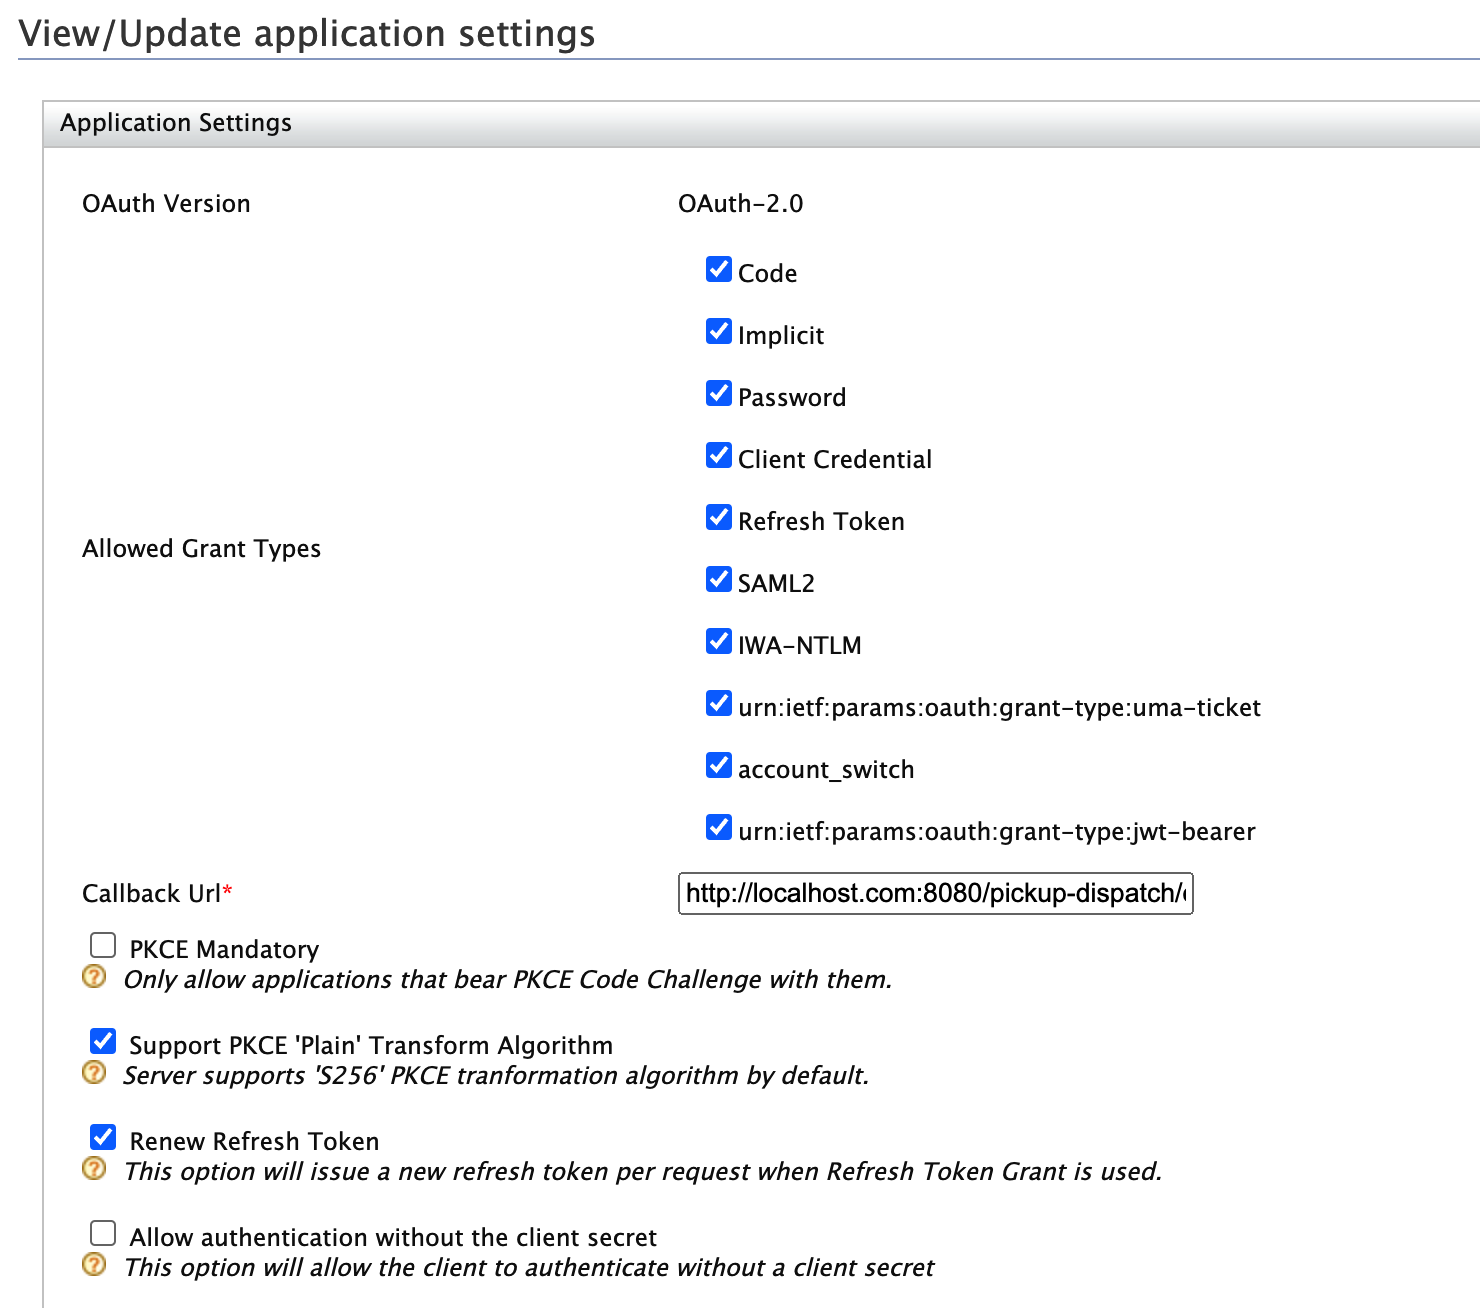 View/Update application settings
Application Settings
OAuth Version
OAuth-2.0
Allowed Grant Types
Code
Implicit
Password
Client Credential
Refresh Token
SAML2
IWA-NTLM
urn:ietf:params:oauth:grant-type:uma-ticket
account_switch
urn:ietf:params:oauth:grant-type:jwt-bearer
Callback Url*
http://localhost.com:8080/pickup-dispatch/
PKCE Mandatory
Only allow applications that bear PKCE Code Challenge with them.
Support PKCE 'Plain' Transform Algorithm
Server supports 'S256' PKCE tranformation algorithm by default.
Renew Refresh Token
This option will issue a new refresh token per request when Refresh Token Grant is used.
Allow authentication without the client secret
This option will allow the client to authenticate without a client secret